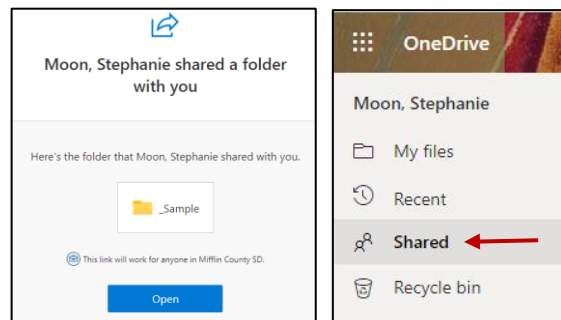 Moon, Stephanie shared a folder
with you
Here's the folder that Moon, Stephanie shared with you.
_Sample
This link will work for anyone in Mifflin County SD.
Open
OneDrive
Moon, Stephanie
My files
Recent
Shared
Recycle bin